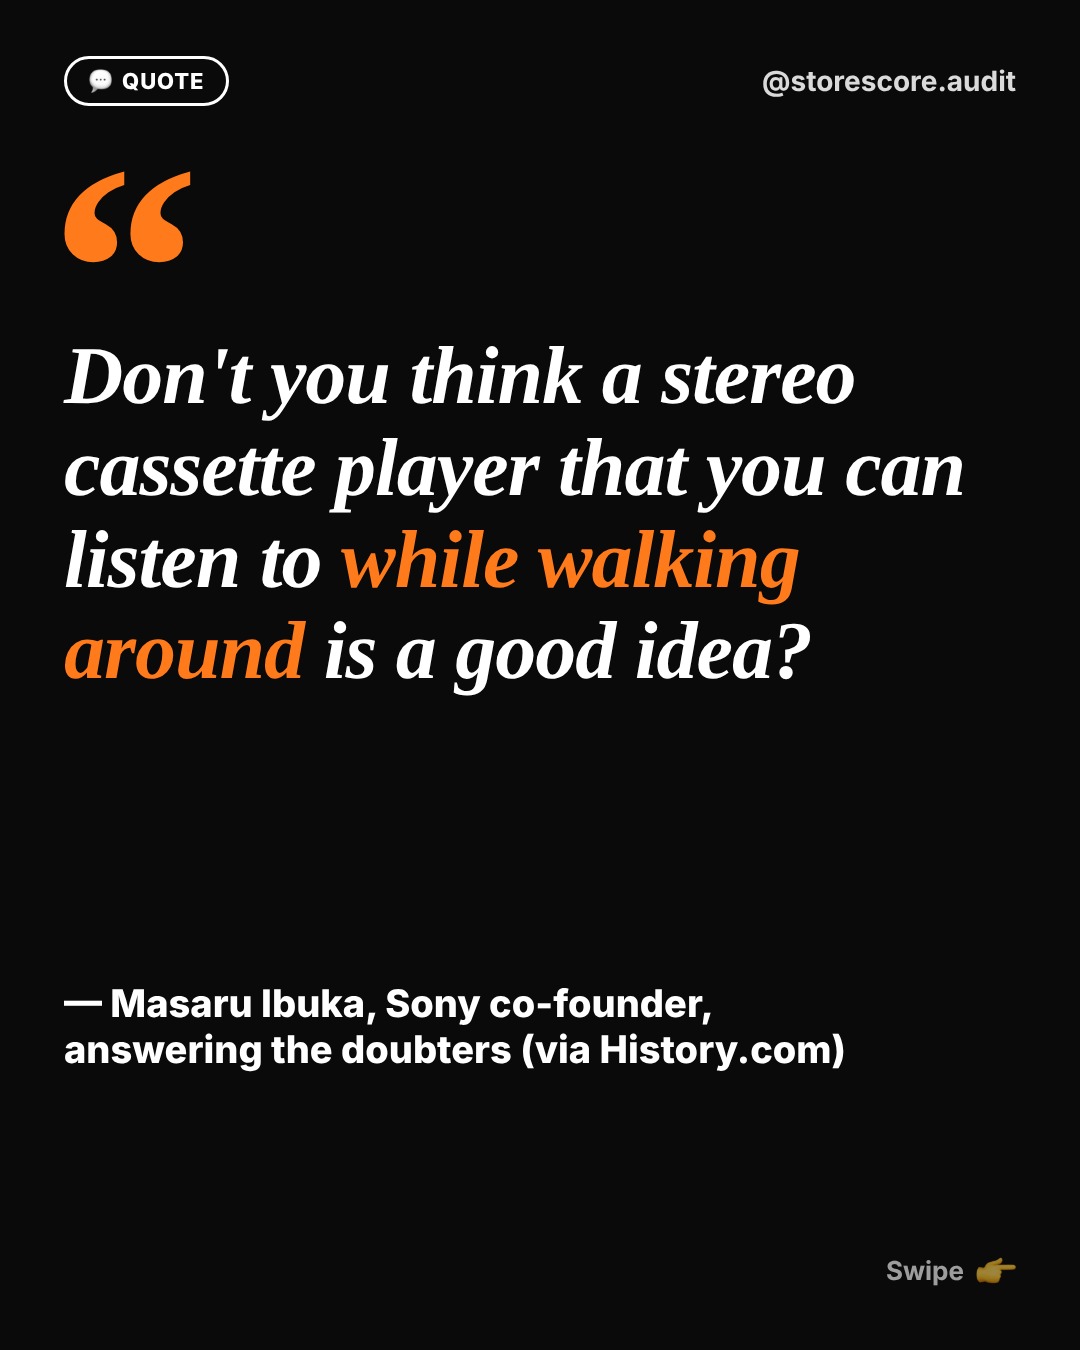 💬 QUOTE
@storescore.audit
“
Don't you think a stereo
cassette player that you can
listen to while walking
around is a good idea?
— Masaru Ibuka, Sony co-founder,
answering the doubters (via History.com)
Swipe 👉